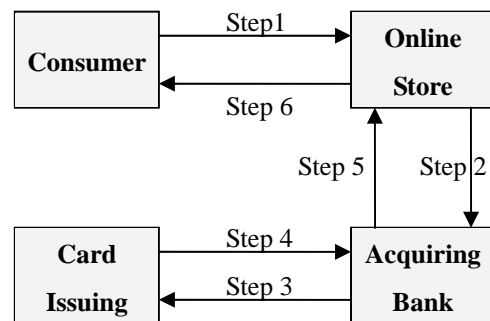 Step1
Consumer
Online
Store
Step 6
Step 5
Step 2
Card
Issuing
Step 4
Step 3
Acquiring
Bank